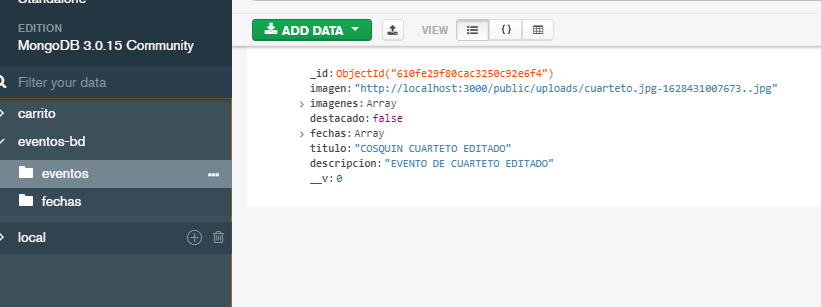 Standalone
EDITION
MongoDB 3.0.15 Community
Filter your data
carrito
eventos-bd
eventos
fechas
local
ADD DATA
VIEW
{}
_id: ObjectId("610fe29f80cac3250c92e6f4")
imagen: "http://localhost:3000/public/uploads/cuarteto.jpg-1628431007673..jpg"
imagenes: Array
destacado: false
fechas: Array
titulo: "COSQUIN CUARTETO EDITADO"
descripcion: "EVENTO DE CUARTETO EDITADO"
__v: 0